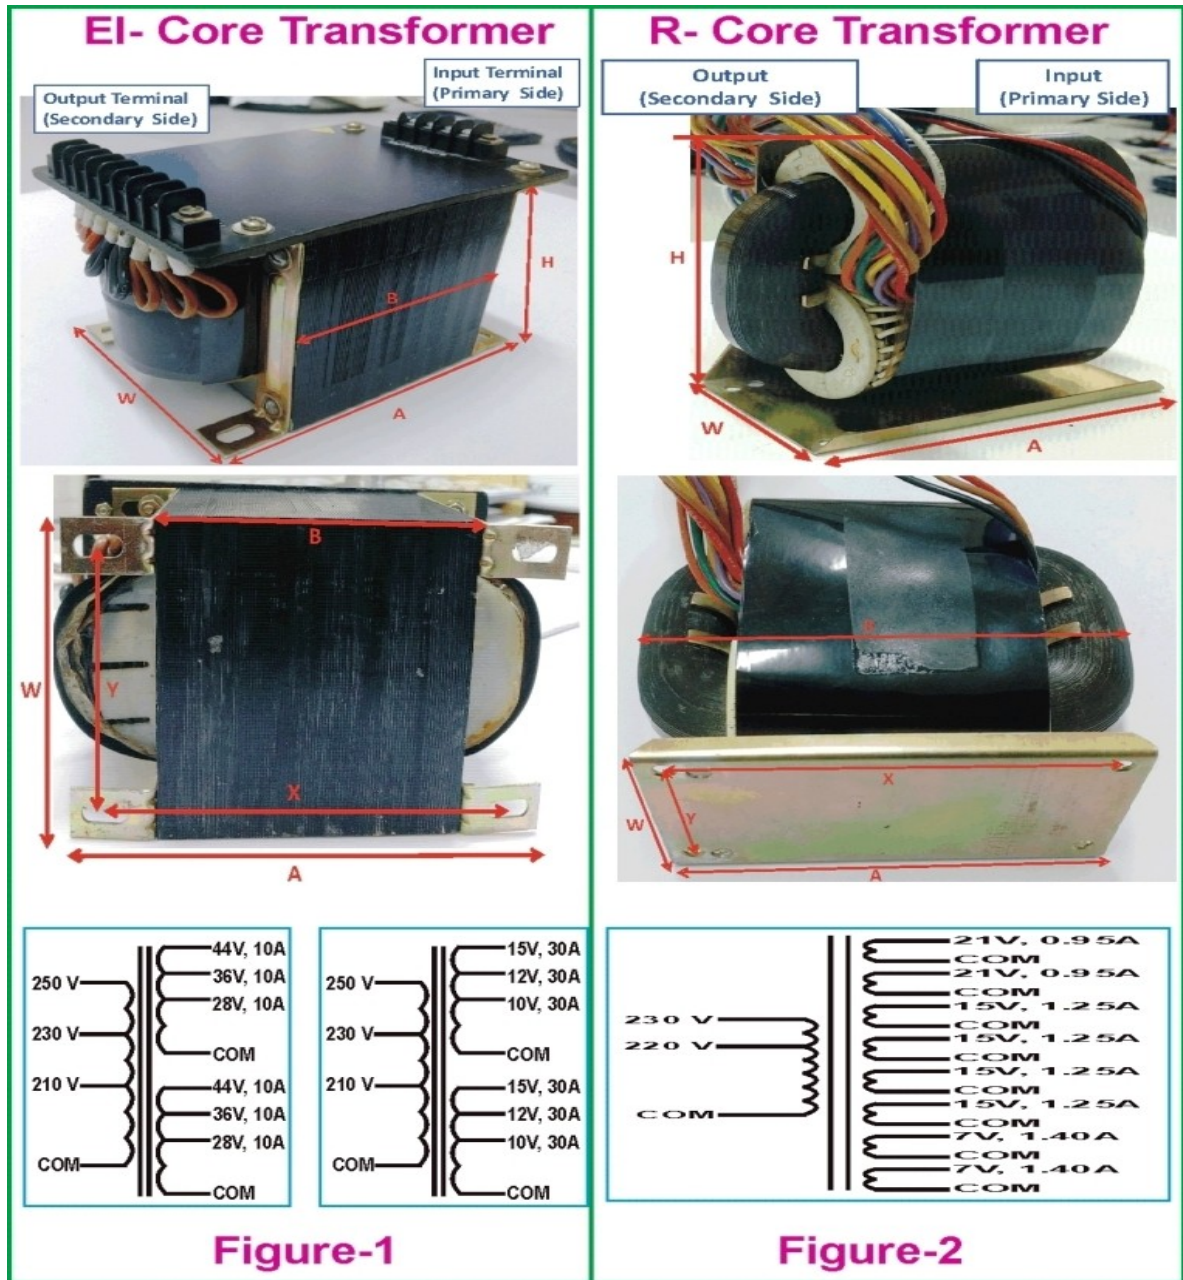 EI- Core Transformer
Output Terminal
(Secondary Side)
Input Terminal
(Primary Side)
H
B
W
A
B
W
Y
X
A
250 V
230 V
210 V
COM
44V, 10A
36V, 10A
28V, 10A
COM
44V, 10A
36V, 10A
28V, 10A
COM
250 V
230 V
210 V
COM
15V, 30A
12V, 30A
10V, 30A
COM
15V, 30A
12V, 30A
10V, 30A
COM
Figure-1
R- Core Transformer
Output
(Secondary Side)
Input
(Primary Side)
H
W
A
X
W
Y
A
230 V
220 V
COM
21V, 0.95A
COM
21V, 0.95A
COM
15V, 1.25A
COM
15V, 1.25A
COM
15V, 1.25A
COM
15V, 1.25A
COM
7V, 1.40A
COM
7V, 1.40A
COM
Figure-2